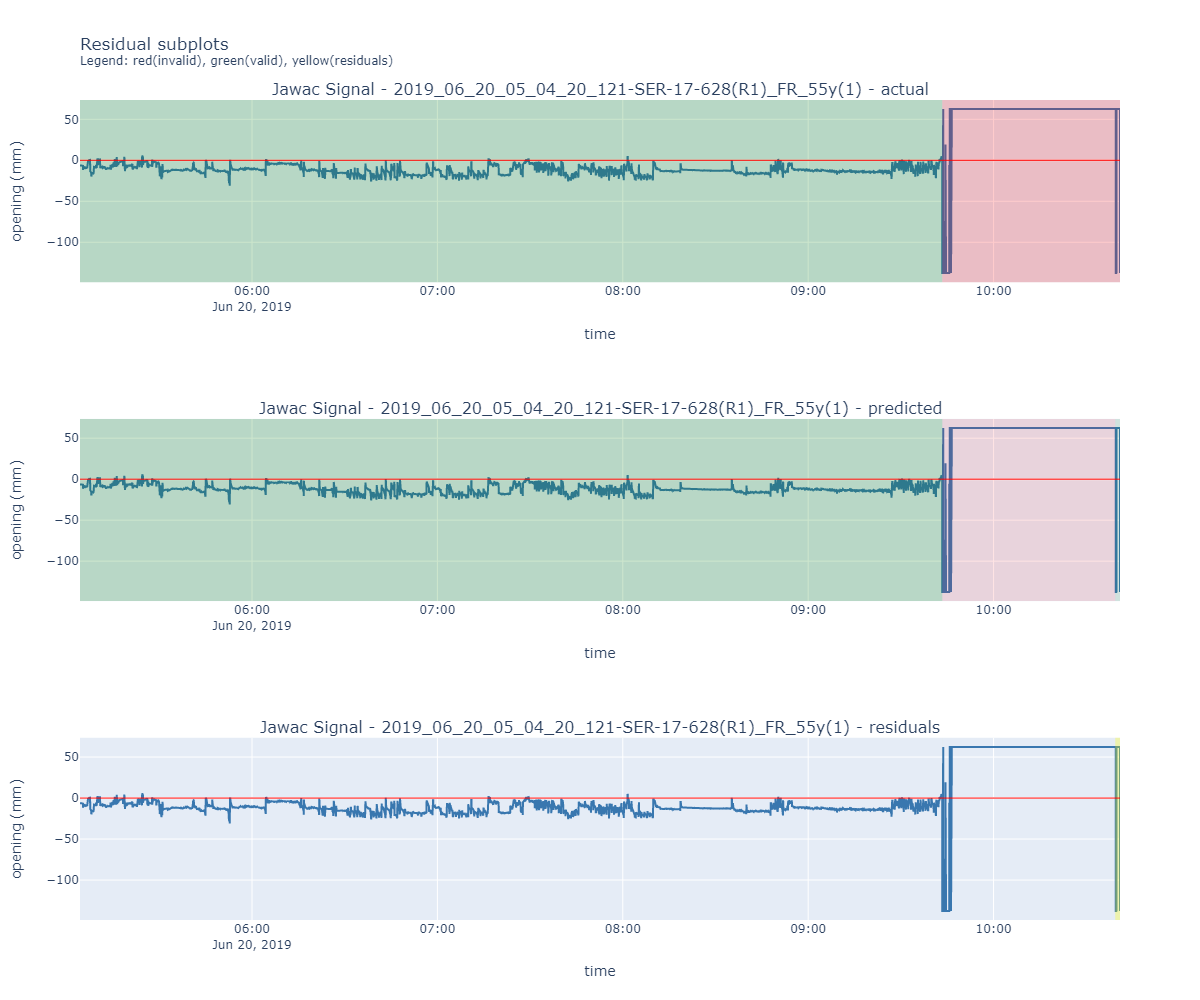 Residual subplots
Legend: red(invalid), green(valid), yellow(residuals)
Jawac Signal - 2019_06_20_05_04_20_121-SER-17-628(R1)_FR_55y(1) - actual
50
0
−50
−100
opening (mm)
06:00
Jun 20, 2019
07:00
08:00
09:00
10:00
time
Jawac Signal - 2019_06_20_05_04_20_121-SER-17-628(R1)_FR_55y(1) - predicted
50
0
−50
−100
opening (mm)
06:00
Jun 20, 2019
07:00
08:00
09:00
10:00
time
Jawac Signal - 2019_06_20_05_04_20_121-SER-17-628(R1)_FR_55y(1) - residuals
50
0
−50
−100
opening (mm)
06:00
Jun 20, 2019
07:00
08:00
09:00
10:00
time